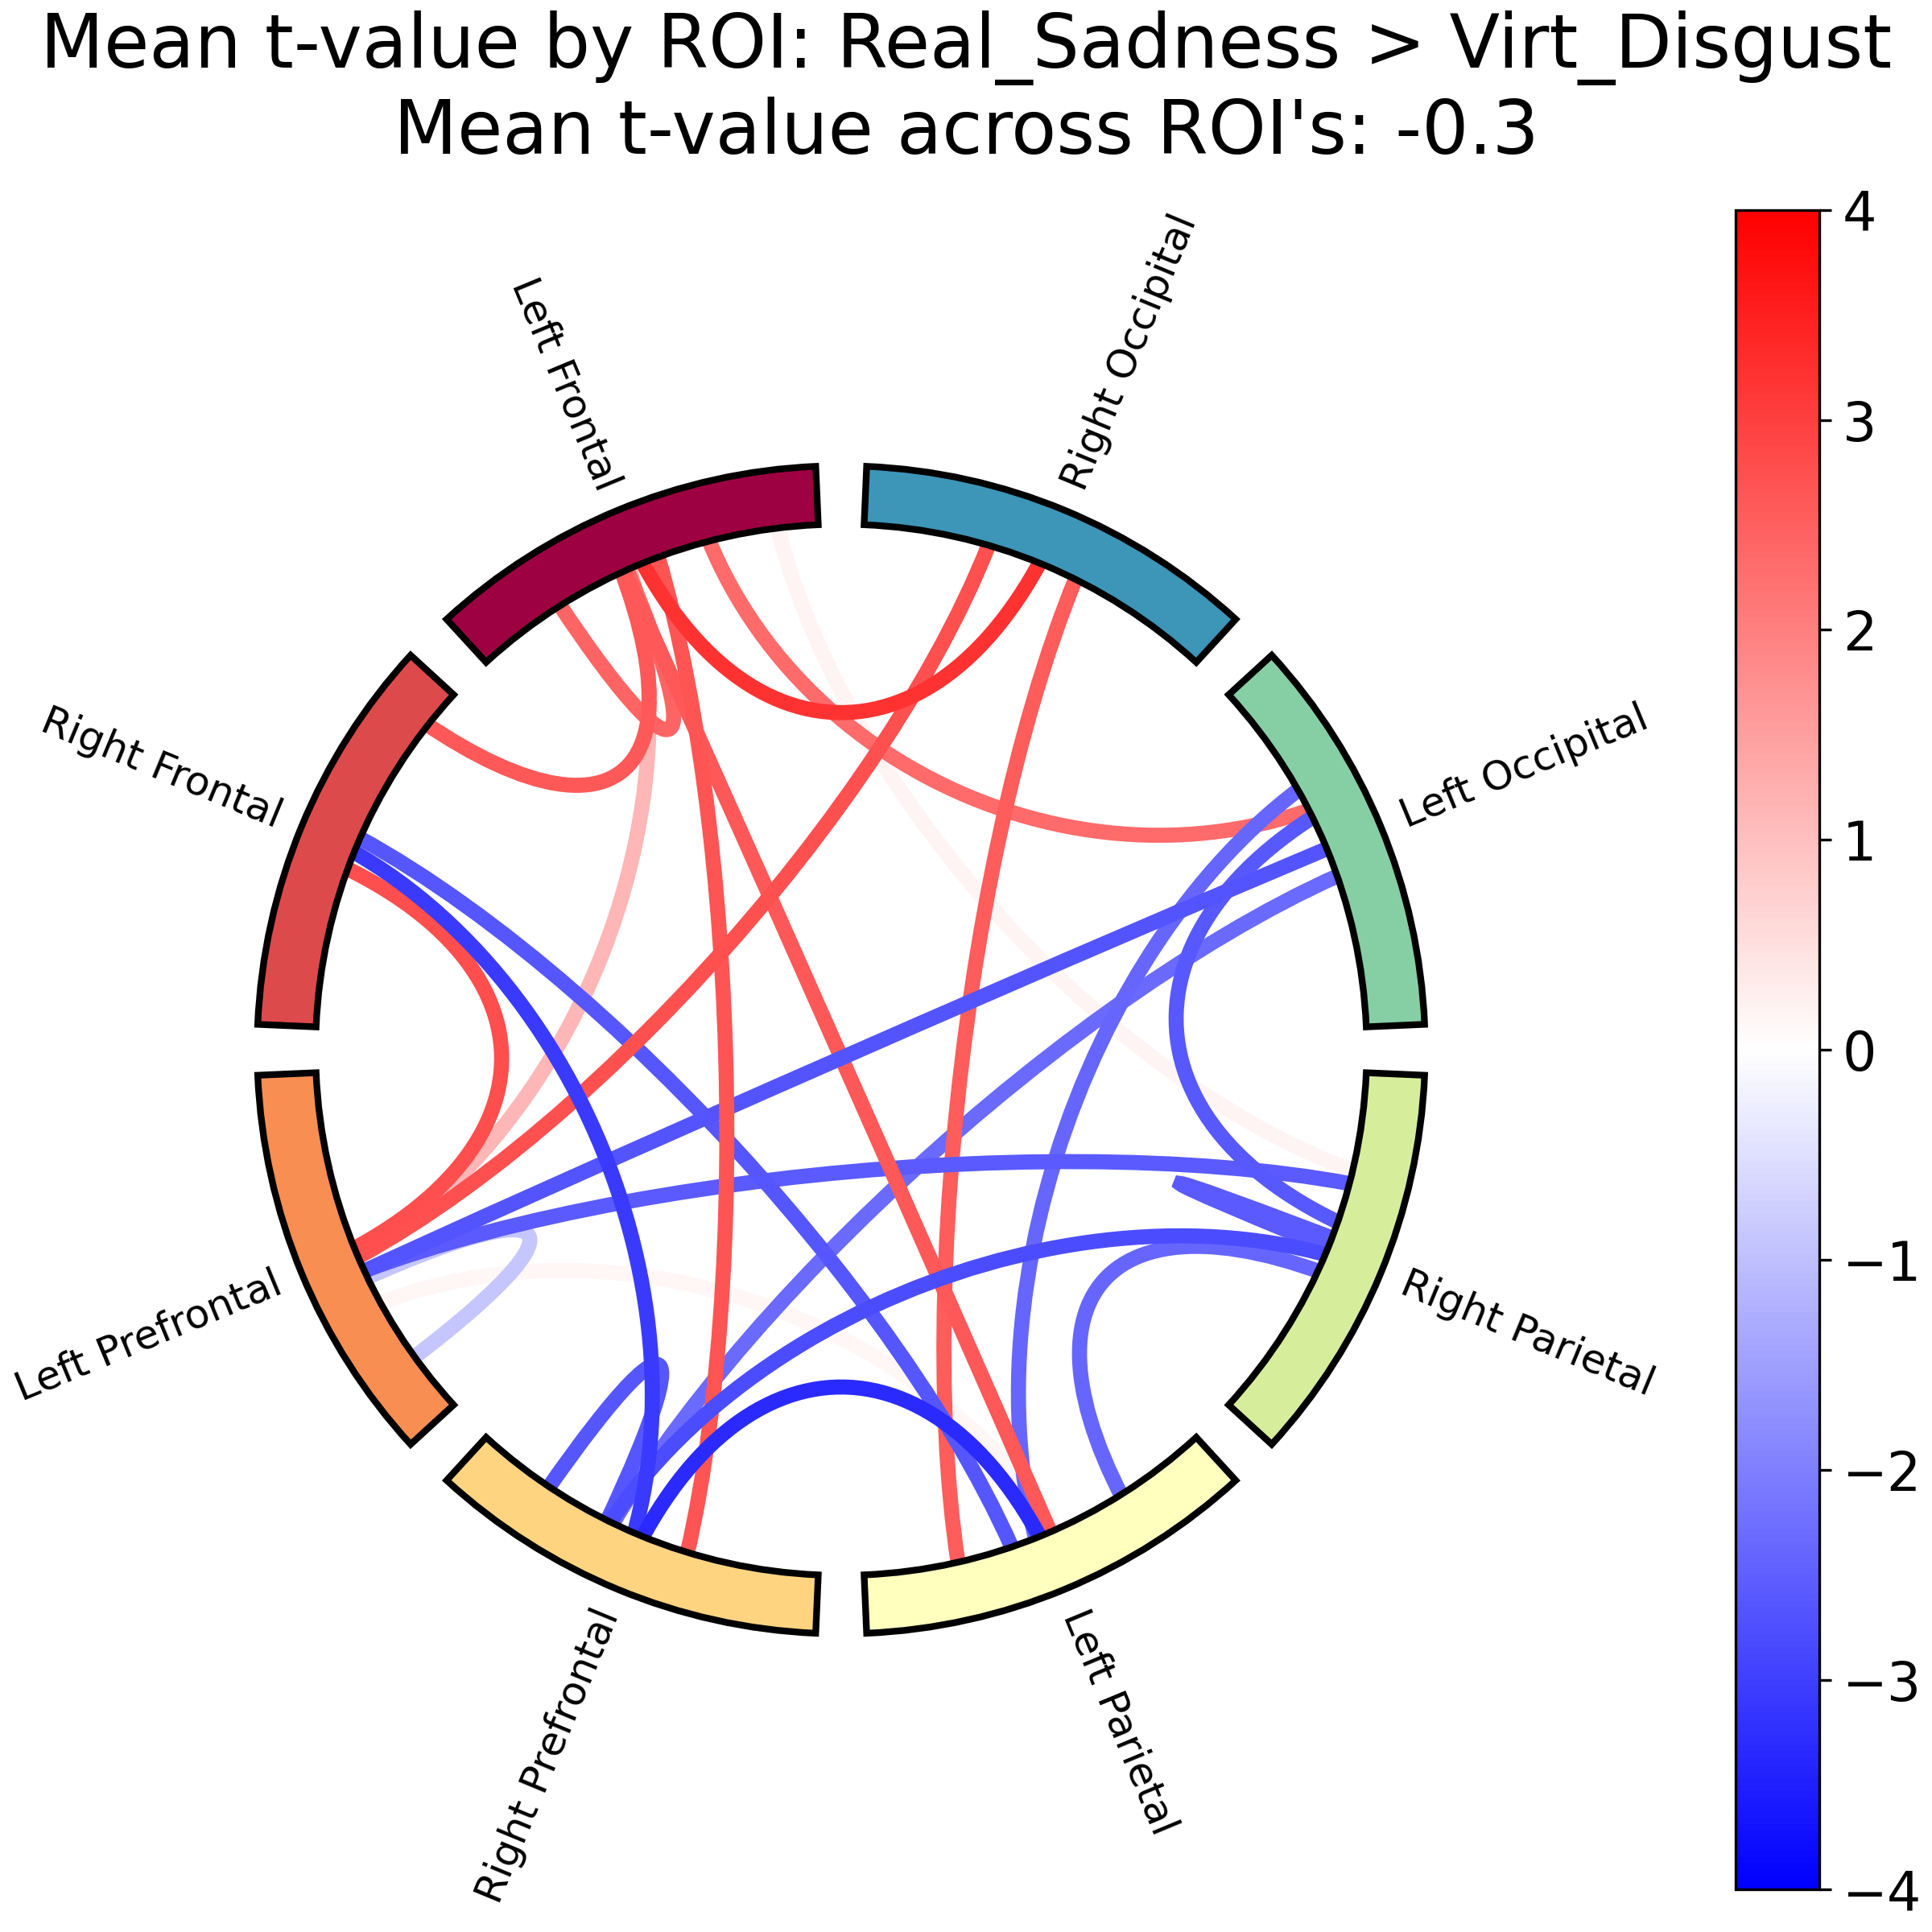 Mean t-value by ROI: Real_Sadness > Virt_Disgust
Mean t-value across ROI's: -0.3
Left Frontal
Right Occipital
Right Frontal
Left Occipital
Left Prefrontal
Right Parietal
Right Prefrontal
Left Parietal
4
3
2
1
0
−1
−2
−3
−4